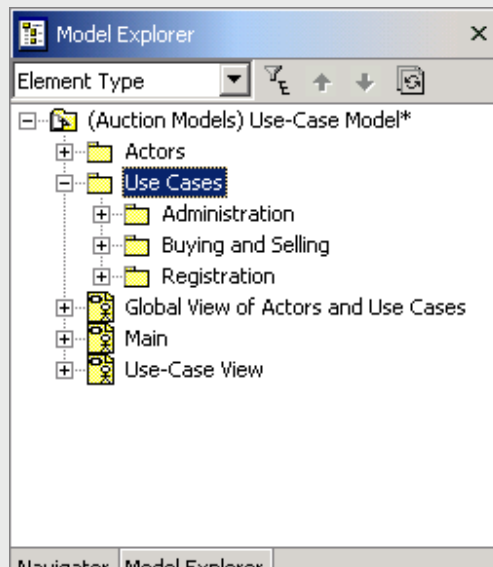 Model Explorer
Element Type
(Auction Models) Use-Case Model*
Actors
Use Cases
Administration
Buying and Selling
Registration
Global View of Actors and Use Cases
Main
Use-Case View
Navigator Model Explorer